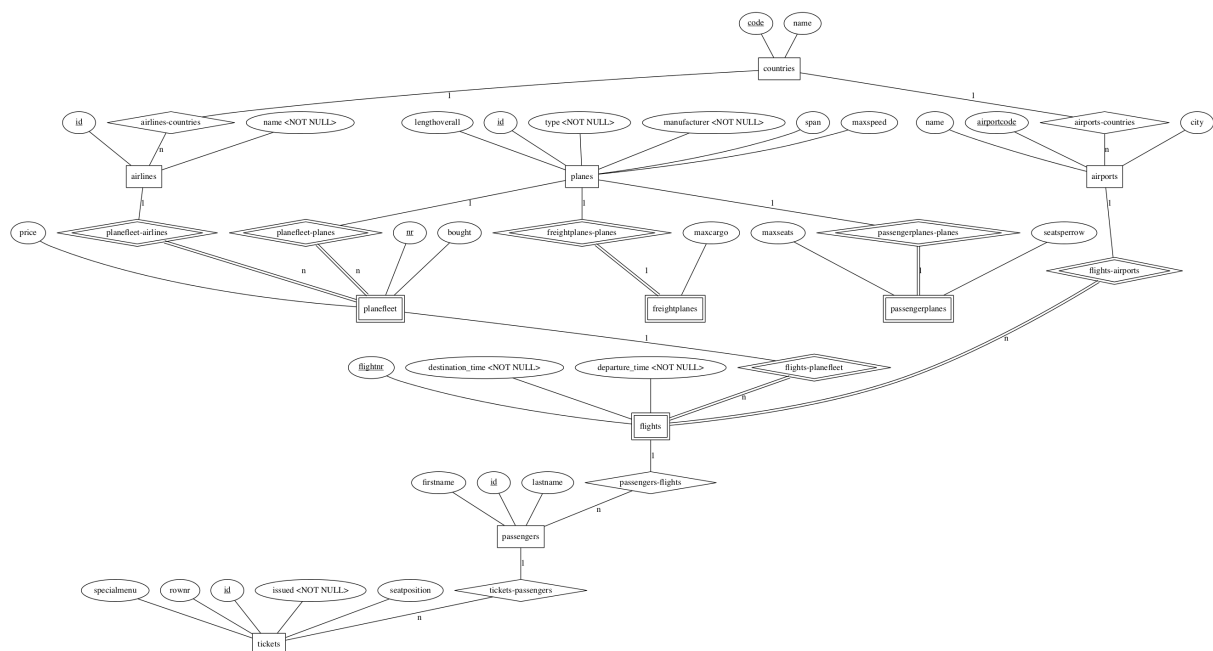 code name
countries
1 1
id airlines-countries name <NOT NULL> lengthoverall id type <NOT NULL> manufacturer <NOT NULL> span maxspeed name airportcode airports-countries city
n n
airlines planes airports
1 1 1 1 1
price planefleet-airlines planefleet-planes nr bought freightplanes-planes maxcargo maxseats passengerplanes-planes seatsperrow
n n 1 1 flights-airports
planefleet freightplanes passengerplanes
1 n
flightnr destination_time <NOT NULL> departure_time <NOT NULL> flights-planefleet
n
flights
1
firstname id lastname passengers-flights
n
passengers
1
specialmenu rownr id issued <NOT NULL> seatposition tickets-passengers
n
tickets